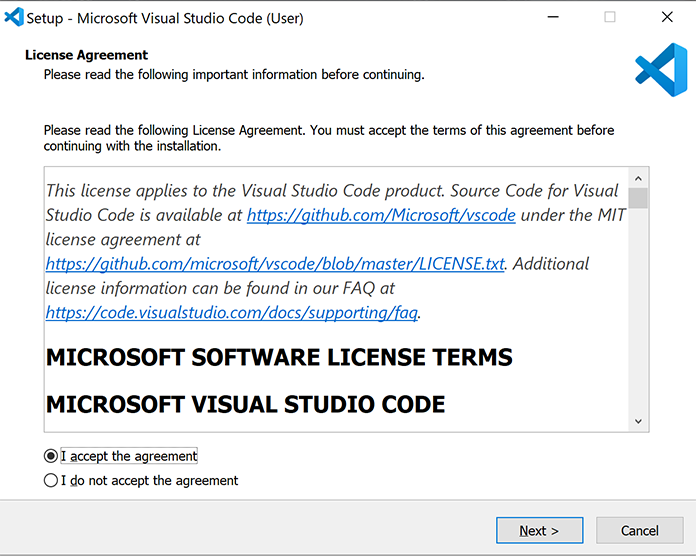 Setup - Microsoft Visual Studio Code (User)
License Agreement
Please read the following important information before continuing.
Please read the following License Agreement. You must accept the terms of this agreement before
continuing with the installation.
This license applies to the Visual Studio Code product. Source Code for Visual
Studio Code is available at https://github.com/Microsoft/vscode under the MIT
license agreement at
https://github.com/microsoft/vscode/blob/master/LICENSE.txt. Additional
license information can be found in our FAQ at
https://code.visualstudio.com/docs/supporting/faq.
MICROSOFT SOFTWARE LICENSE TERMS
MICROSOFT VISUAL STUDIO CODE
I accept the agreement
I do not accept the agreement
Next > Cancel